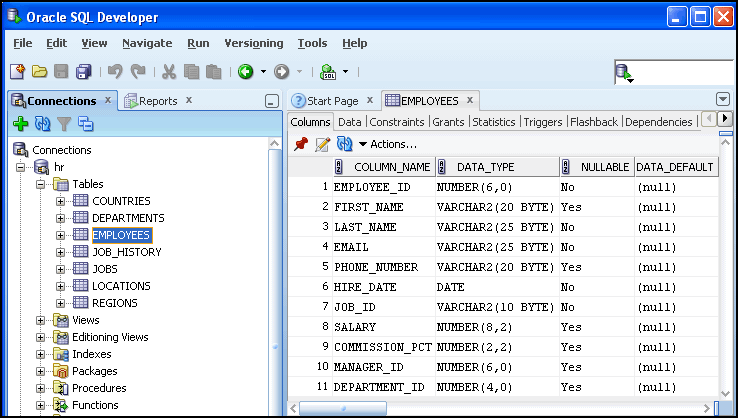 Oracle SQL Developer
File Edit View Navigate Run Versioning Tools Help
SQL
Connections x Reports x
Connections
hr
Tables
COUNTRIES
DEPARTMENTS
EMPLOYEES
JOB_HISTORY
JOBS
LOCATIONS
REGIONS
Views
Editioning Views
Indexes
Packages
Procedures
Functions
Start Page x EMPLOYEES x
Columns Data Constraints Grants Statistics Triggers Flashback Dependencies
Actions...
COLUMN_NAME DATA_TYPE NULLABLE DATA_DEFAULT
1 EMPLOYEE_ID NUMBER(6,0) No (null)
2 FIRST_NAME VARCHAR2(20 BYTE) Yes (null)
3 LAST_NAME VARCHAR2(25 BYTE) No (null)
4 EMAIL VARCHAR2(25 BYTE) No (null)
5 PHONE_NUMBER VARCHAR2(20 BYTE) Yes (null)
6 HIRE_DATE DATE No (null)
7 JOB_ID VARCHAR2(10 BYTE) No (null)
8 SALARY NUMBER(8,2) Yes (null)
9 COMMISSION_PCT NUMBER(2,2) Yes (null)
10 MANAGER_ID NUMBER(6,0) Yes (null)
11 DEPARTMENT_ID NUMBER(4,0) Yes (null)